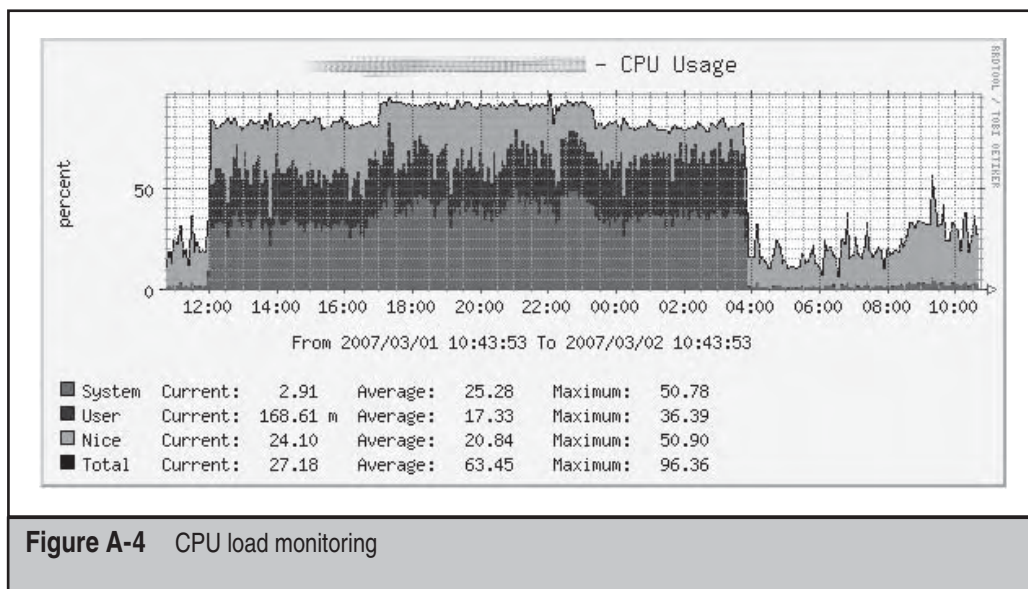 - CPU Usage
RRDTOOL / TOBI OETIKER
percent
50
0
12:00 14:00 16:00 18:00 20:00 22:00 00:00 02:00 04:00 06:00 08:00 10:00
From 2007/03/01 10:43:53 To 2007/03/02 10:43:53
System Current: 2.91 Average: 25.28 Maximum: 50.78
User Current: 168.61 m Average: 17.33 Maximum: 36.39
Nice Current: 24.10 Average: 20.84 Maximum: 50.90
Total Current: 27.18 Average: 63.45 Maximum: 96.36
Figure A-4 CPU load monitoring